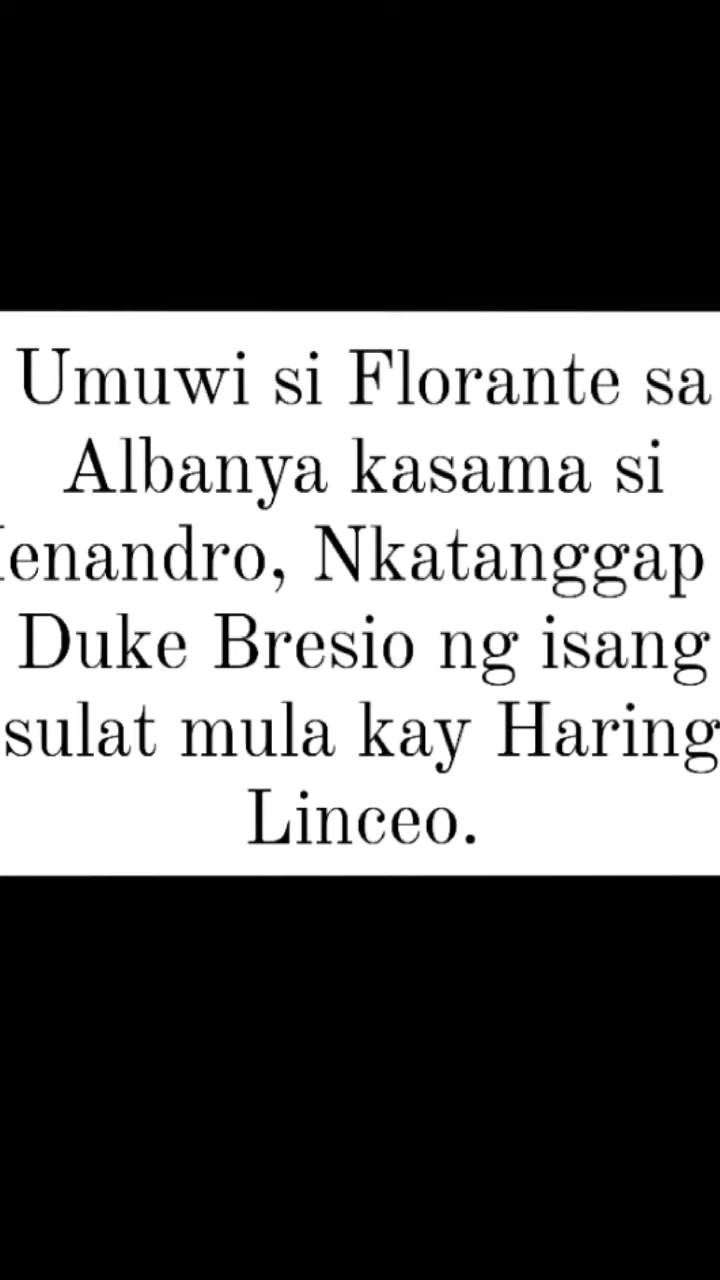 Umuwi si Florante sa
Albanya kasama si
enandro, Nkatanggap
Duke Bresio ng isang
sulat mula kay Haring
Linceo.